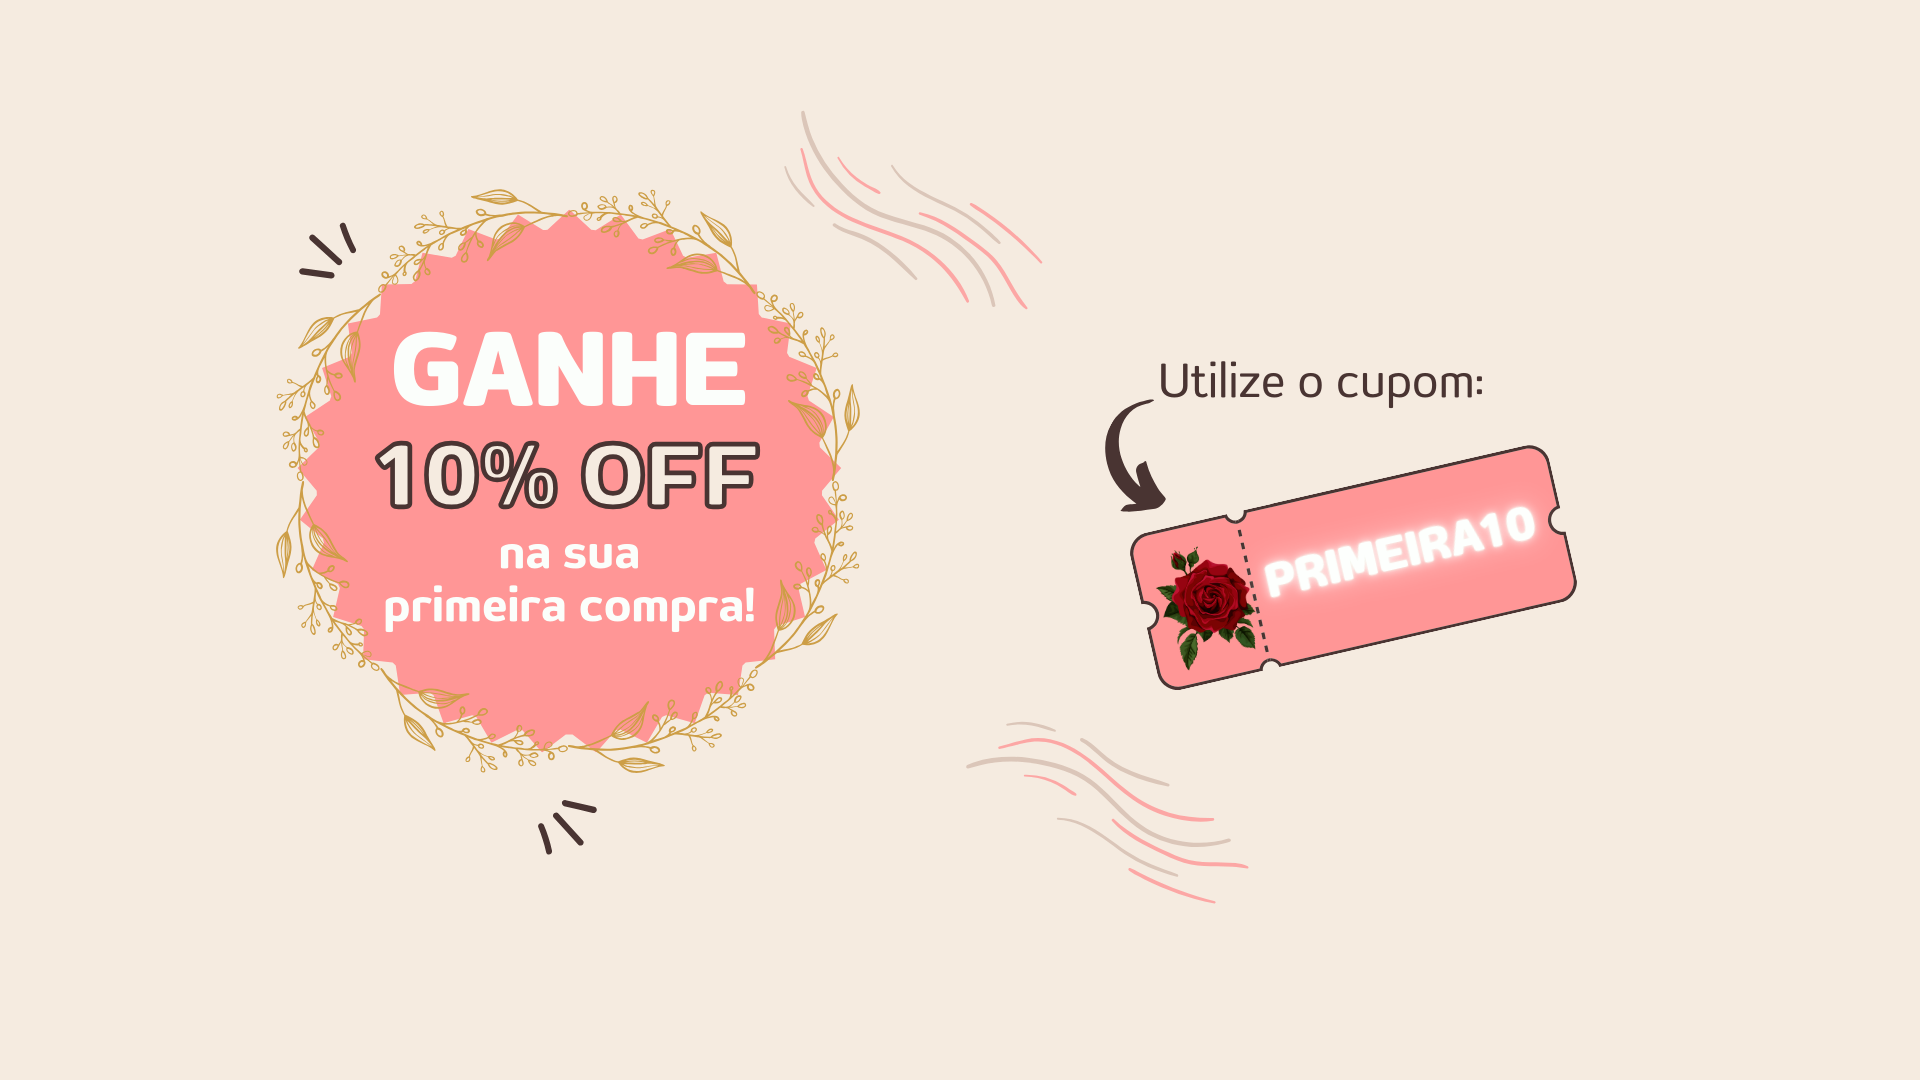 GANHE
10% OFF
na sua
primeira compra!
Utilize o cupom:
PRIMEIRA10